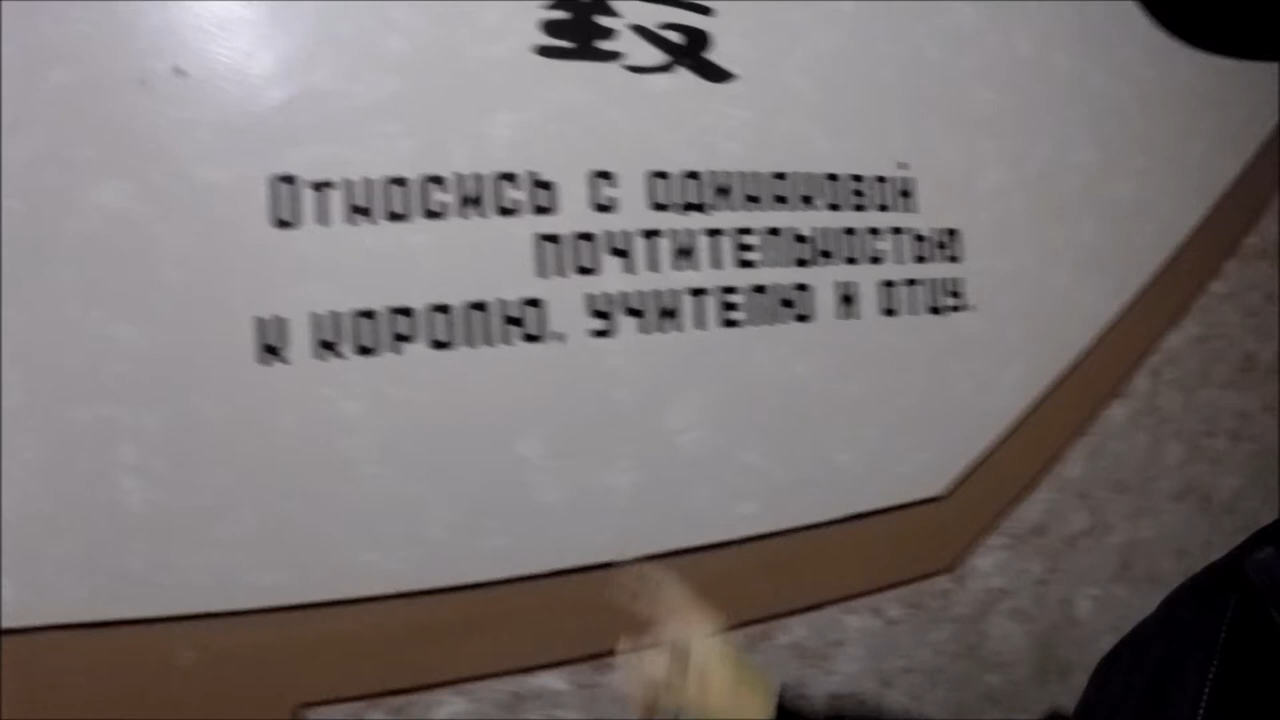 Относись с одинаковой
почтительностью
к королю, учителю и отцу.